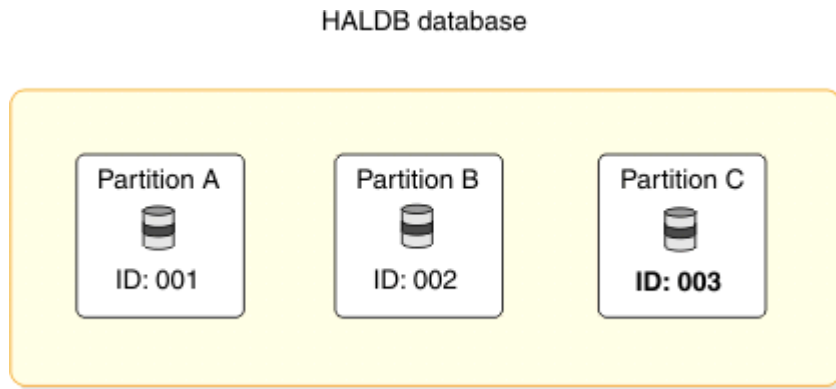 HALDB database
Partition A
ID: 001
Partition B
ID: 002
Partition C
ID: 003